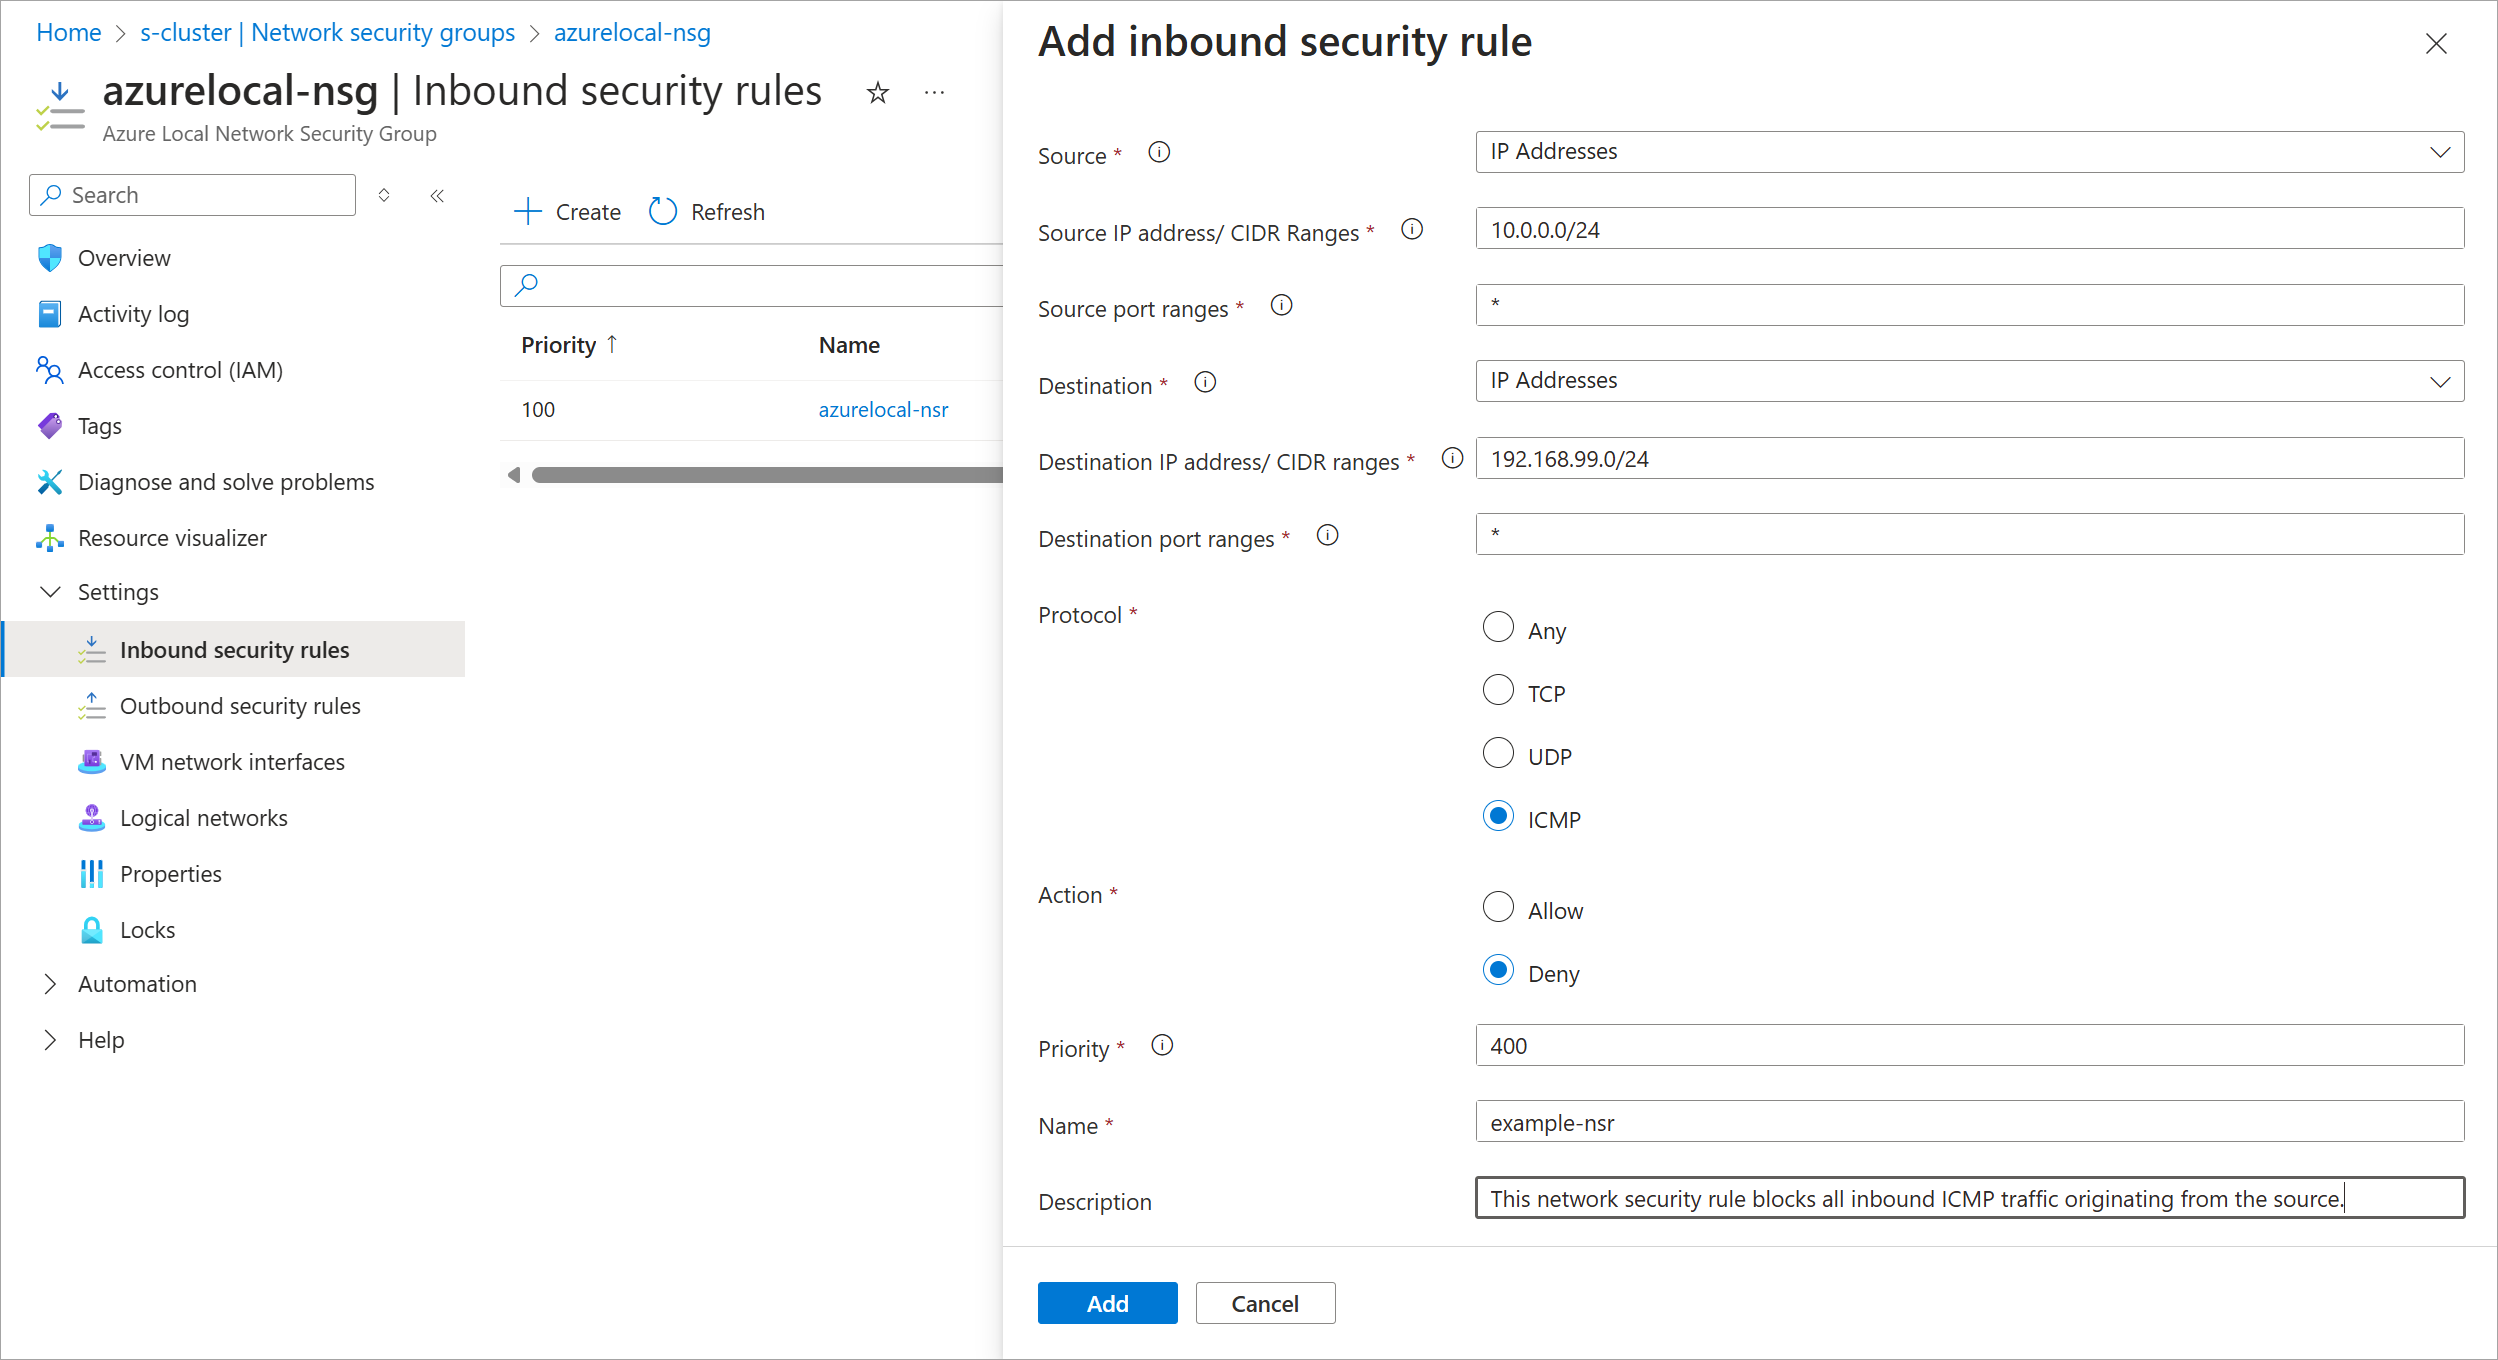 Home > s-cluster | Network security groups > azurelocal-nsg
azurelocal-nsg | Inbound security rules
Azure Local Network Security Group
Search
Overview
Activity log
Access control (IAM)
Tags
Diagnose and solve problems
Resource visualizer
Settings
Inbound security rules
Outbound security rules
VM network interfaces
Logical networks
Properties
Locks
Automation
Help
Create Refresh
Priority ↑ Name
100 azurelocal-nsr
Add inbound security rule
Source * IP Addresses
Source IP address/ CIDR Ranges * 10.0.0.0/24
Source port ranges * *
Destination * IP Addresses
Destination IP address/ CIDR ranges * 192.168.99.0/24
Destination port ranges * *
Protocol *
Any
TCP
UDP
ICMP
Action *
Allow
Deny
Priority * 400
Name * example-nsr
Description This network security rule blocks all inbound ICMP traffic originating from the source.
Add Cancel